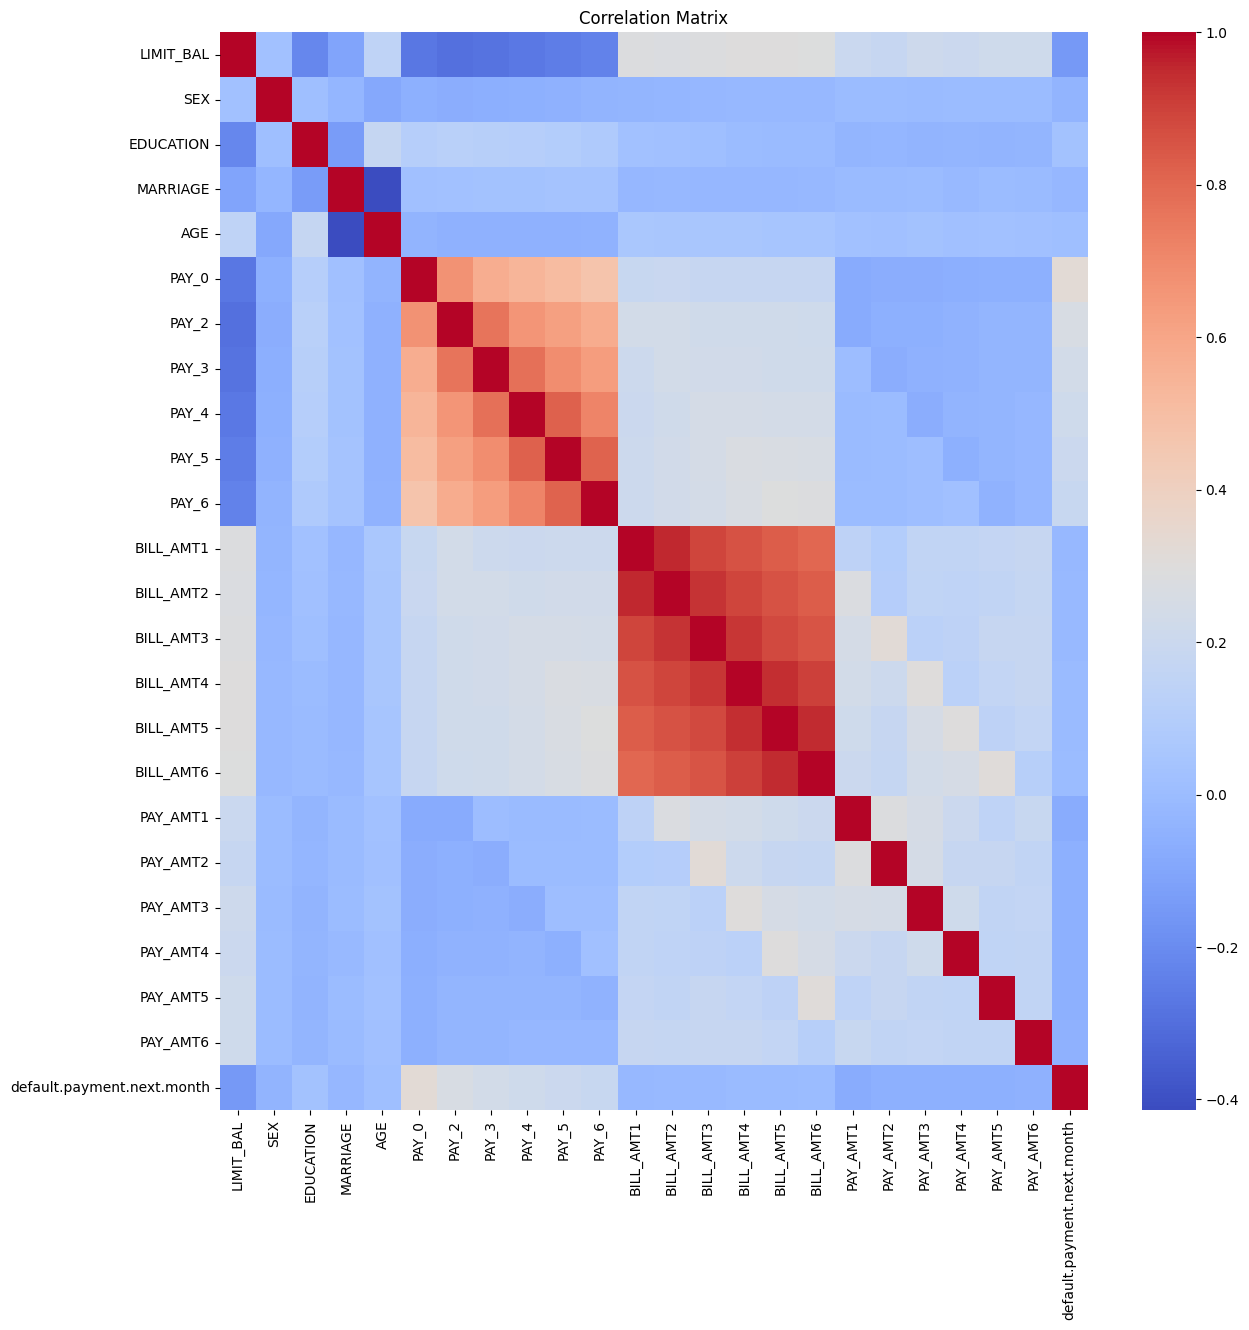 Correlation Matrix
LIMIT_BAL
SEX
EDUCATION
MARRIAGE
AGE
PAY_0
PAY_2
PAY_3
PAY_4
PAY_5
PAY_6
BILL_AMT1
BILL_AMT2
BILL_AMT3
BILL_AMT4
BILL_AMT5
BILL_AMT6
PAY_AMT1
PAY_AMT2
PAY_AMT3
PAY_AMT4
PAY_AMT5
PAY_AMT6
default.payment.next.month
LIMIT_BAL
SEX
EDUCATION
MARRIAGE
AGE
PAY_0
PAY_2
PAY_3
PAY_4
PAY_5
PAY_6
BILL_AMT1
BILL_AMT2
BILL_AMT3
BILL_AMT4
BILL_AMT5
BILL_AMT6
PAY_AMT1
PAY_AMT2
PAY_AMT3
PAY_AMT4
PAY_AMT5
PAY_AMT6
default.payment.next.month
1.0
0.8
0.6
0.4
0.2
0.0
−0.2
−0.4